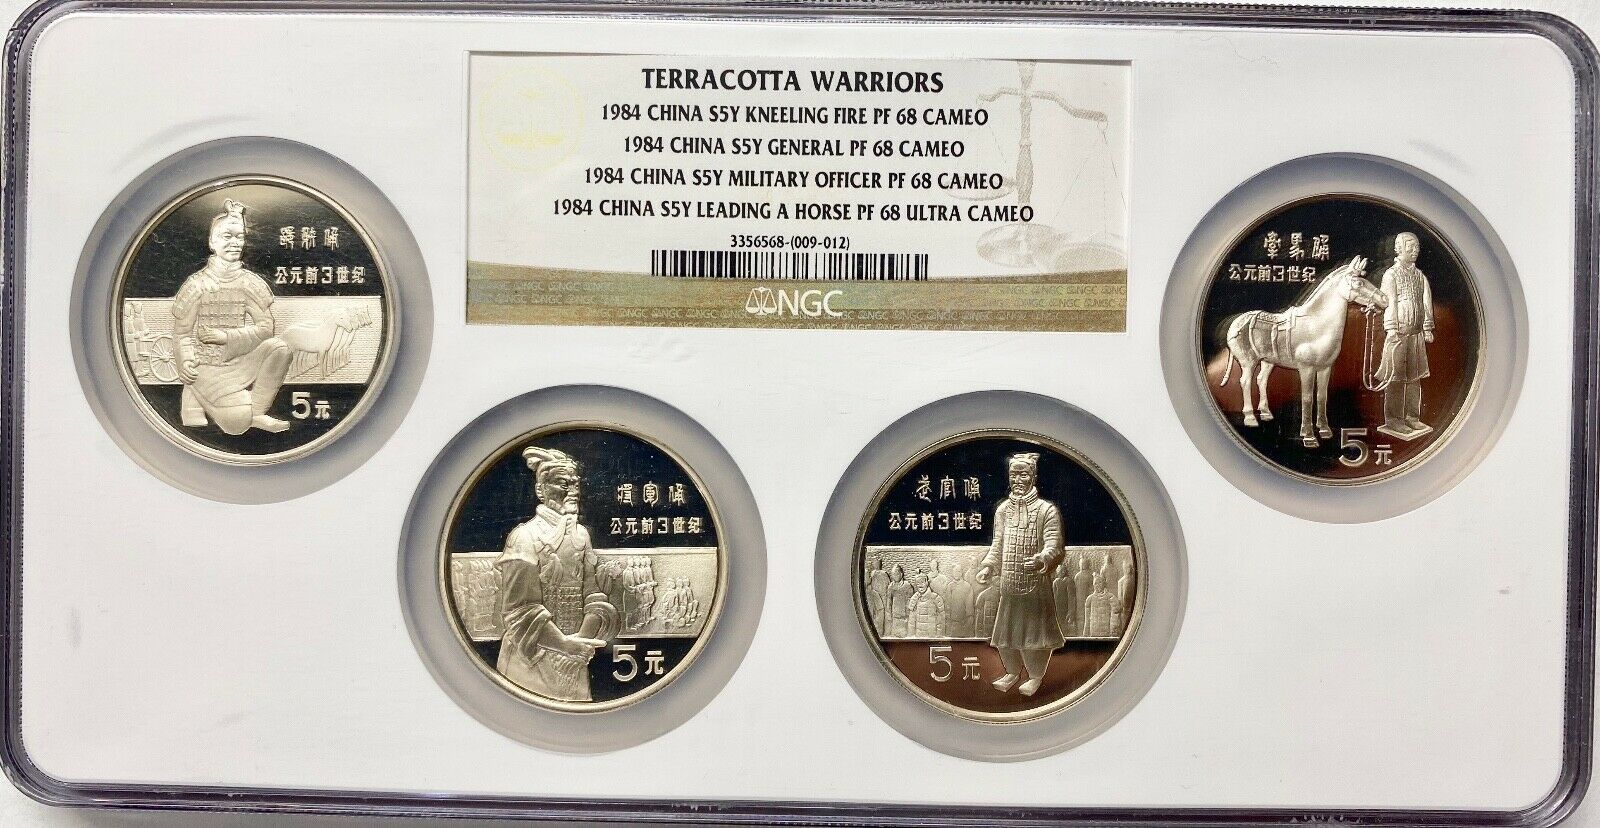 TERRACOTTA WARRIORS
1984 CHINA S5Y KNEELING FIRE PF 68 CAMEO
1984 CHINA S5Y GENERAL PF 68 CAMEO
1984 CHINA S5Y MILITARY OFFICER PF 68 CAMEO
1984 CHINA S5Y LEADING A HORSE PF 68 ULTRA CAMEO
3356568-(009-012)
NGC
公元前3世纪
5元
公元前3世纪
5元
武官俑
公元前3世纪
5元
公元前3世纪
5元